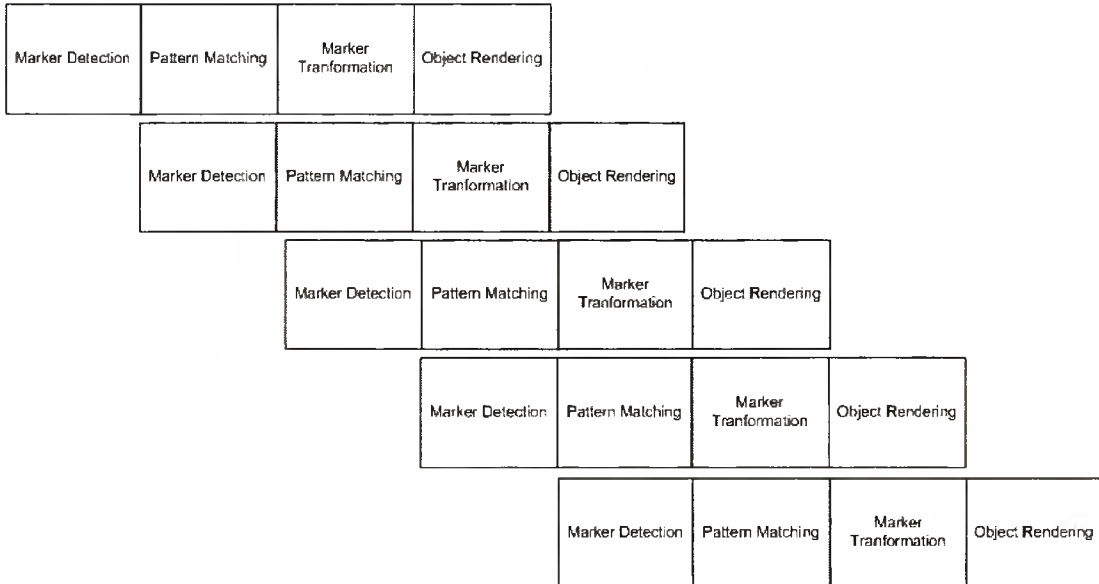 Marker Detection
Pattern Matching
Marker
Tranformation
Object Rendering
Marker Detection
Pattern Matching
Marker
Tranformation
Object Rendering
Marker Detection
Pattern Matching
Marker
Tranformation
Object Rendering
Marker Detection
Pattern Matching
Marker
Tranformation
Object Rendering
Marker Detection
Pattern Matching
Marker
Tranformation
Object Rendering